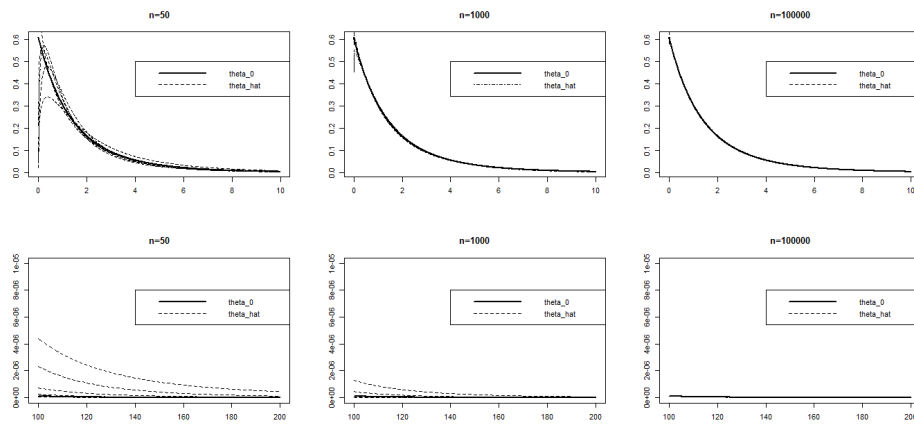 n=50
n=1000
n=100000
0.0 0.1 0.2 0.3 0.4 0.5 0.6
theta_0
theta_hat
0 2 4 6 8 10
0.0 0.1 0.2 0.3 0.4 0.5 0.6
theta_0
theta_hat
0 2 4 6 8 10
0.0 0.1 0.2 0.3 0.4 0.5 0.6
theta_0
theta_hat
0 2 4 6 8 10
n=50
n=1000
n=100000
0e+00 2e-06 4e-06 6e-06 8e-06 1e-05
theta_0
theta_hat
100 120 140 160 180 200
0e+00 2e-06 4e-06 6e-06 8e-06 1e-05
theta_0
theta_hat
100 120 140 160 180 200
0e+00 2e-06 4e-06 6e-06 8e-06 1e-05
theta_0
theta_hat
100 120 140 160 180 200